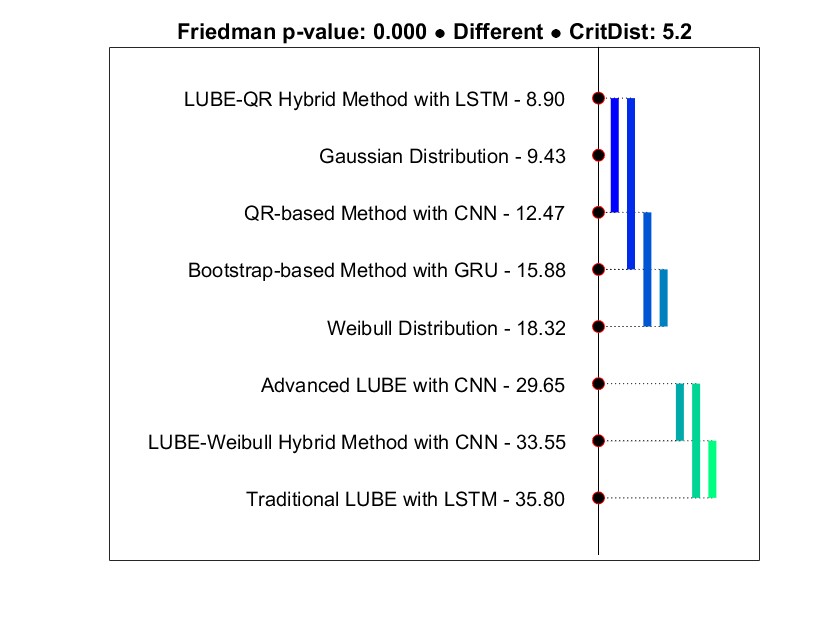 Friedman p-value: 0.000 ● Different ● CritDist: 5.2
LUBE-QR Hybrid Method with LSTM - 8.90
Gaussian Distribution - 9.43
QR-based Method with CNN - 12.47
Bootstrap-based Method with GRU - 15.88
Weibull Distribution - 18.32
Advanced LUBE with CNN - 29.65
LUBE-Weibull Hybrid Method with CNN - 33.55
Traditional LUBE with LSTM - 35.80